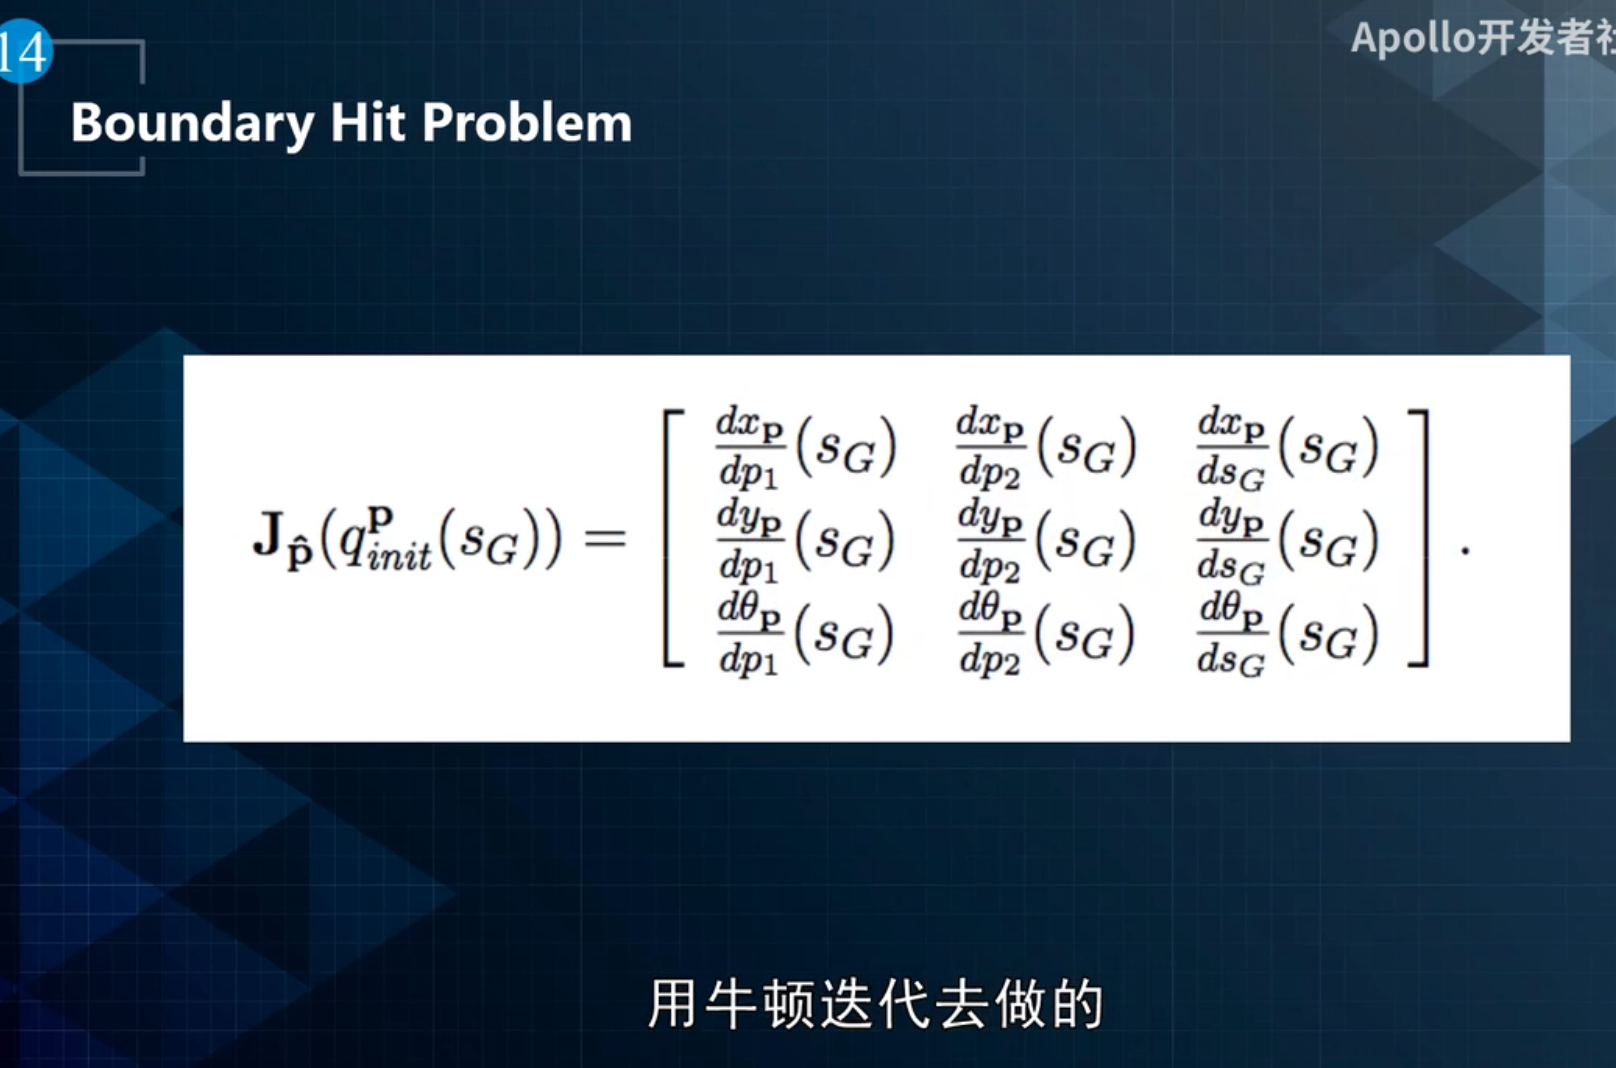 14
Apollo开发者社
Boundary Hit Problem
$\mathbf{J}_{\hat{\mathbf{p}}}(q^{\mathbf{p}}_{init}(s_G)) = \begin{bmatrix} \frac{dx_{\mathbf{p}}}{dp_1}(s_G) & \frac{dx_{\mathbf{p}}}{dp_2}(s_G) & \frac{dx_{\mathbf{p}}}{ds_G}(s_G) \\ \frac{dy_{\mathbf{p}}}{dp_1}(s_G) & \frac{dy_{\mathbf{p}}}{dp_2}(s_G) & \frac{dy_{\mathbf{p}}}{ds_G}(s_G) \\ \frac{d\theta_{\mathbf{p}}}{dp_1}(s_G) & \frac{d\theta_{\mathbf{p}}}{dp_2}(s_G) & \frac{d\theta_{\mathbf{p}}}{ds_G}(s_G) \end{bmatrix}.$
用牛顿迭代去做的